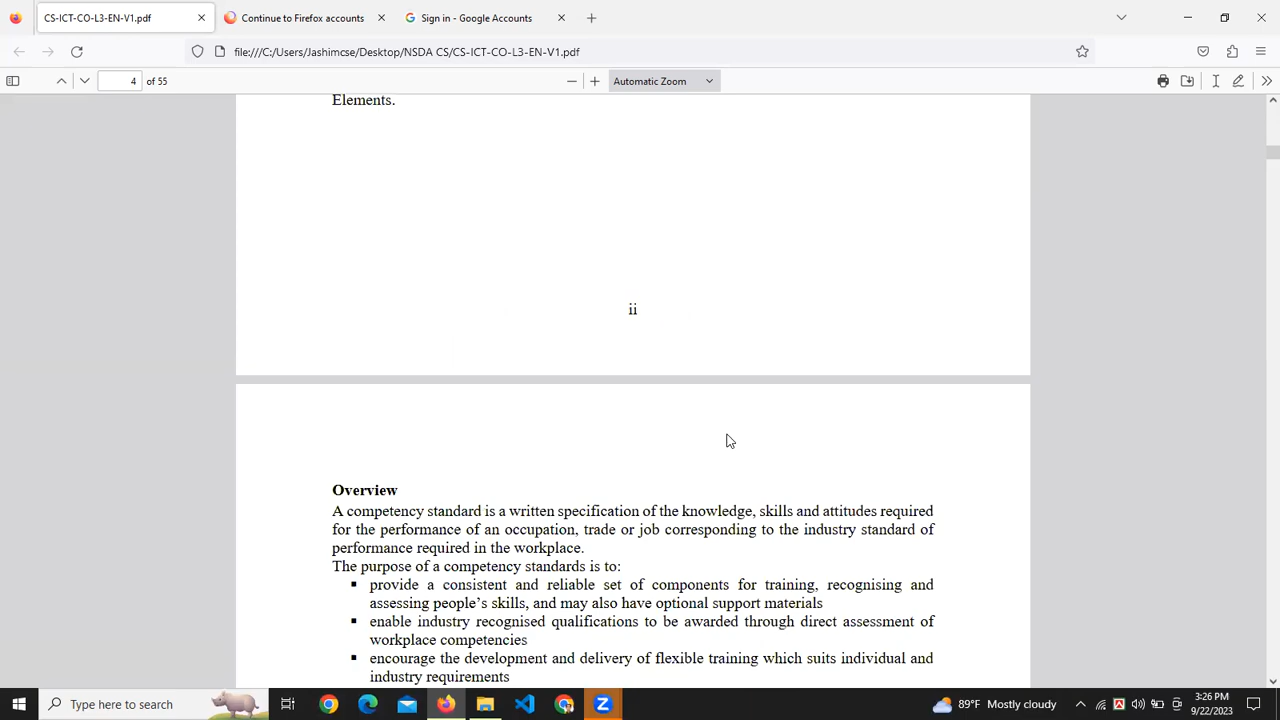 CS-ICT-CO-L3-EN-V1.pdf
Continue to Firefox accounts
Sign in - Google Accounts
file:///C:/Users/Jashimcse/Desktop/NSDA CS/CS-ICT-CO-L3-EN-V1.pdf
4 of 55
Automatic Zoom
Elements.
ii
Overview
A competency standard is a written specification of the knowledge, skills and attitudes required
for the performance of an occupation, trade or job corresponding to the industry standard of
performance required in the workplace.
The purpose of a competency standards is to:
▪ provide a consistent and reliable set of components for training, recognising and
assessing people’s skills, and may also have optional support materials
▪ enable industry recognised qualifications to be awarded through direct assessment of
workplace competencies
▪ encourage the development and delivery of flexible training which suits individual and
industry requirements
Type here to search
89°F Mostly cloudy
3:26 PM
9/22/2023